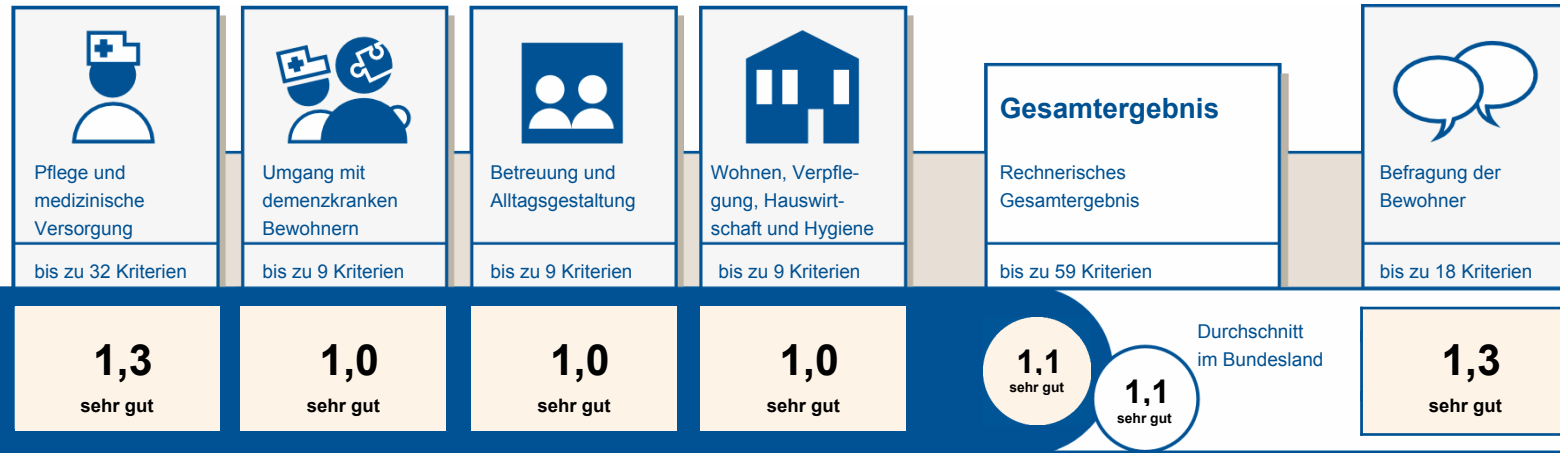 Pflege und
medizinische
Versorgung
bis zu 32 Kriterien
1,3
sehr gut
Umgang mit
demenzkranken
Bewohnern
bis zu 9 Kriterien
1,0
sehr gut
Betreuung und
Alltagsgestaltung
bis zu 9 Kriterien
1,0
sehr gut
Wohnen, Verpfle-
gung, Hauswirt-
schaft und Hygiene
bis zu 9 Kriterien
1,0
sehr gut
Gesamtergebnis
Rechnerisches
Gesamtergebnis
bis zu 59 Kriterien
1,1
sehr gut
Durchschnitt
im Bundesland
1,1
sehr gut
Befragung der
Bewohner
bis zu 18 Kriterien
1,3
sehr gut